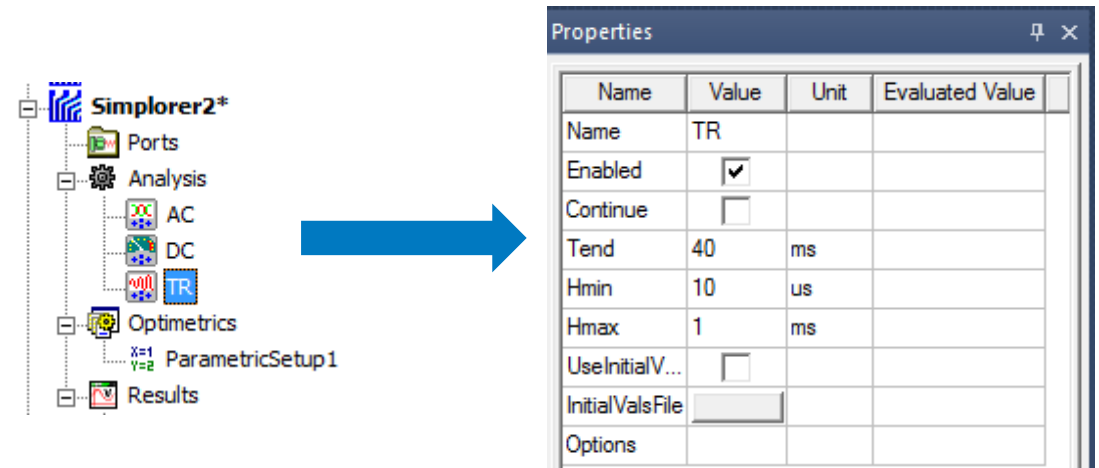 Simplorer2*
Ports
Analysis
AC
DC
TR
Optimetrics
X=1
Y=2
ParametricSetup1
Results
Properties
Name Value Unit Evaluated Value
Name TR
Enabled
Continue
Tend 40 ms
Hmin 10 us
Hmax 1 ms
UseInitialV...
InitialValsFile
Options